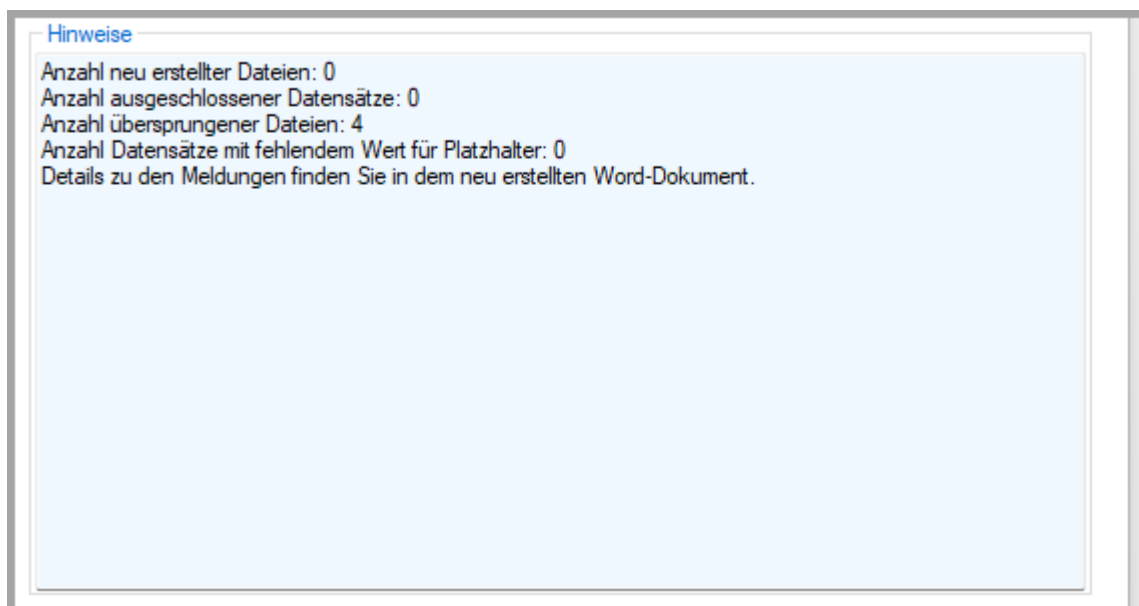 Hinweise
Anzahl neu erstellter Dateien: 0
Anzahl ausgeschlossener Datensätze: 0
Anzahl übersprungener Dateien: 4
Anzahl Datensätze mit fehlendem Wert für Platzhalter: 0
Details zu den Meldungen finden Sie in dem neu erstellten Word-Dokument.